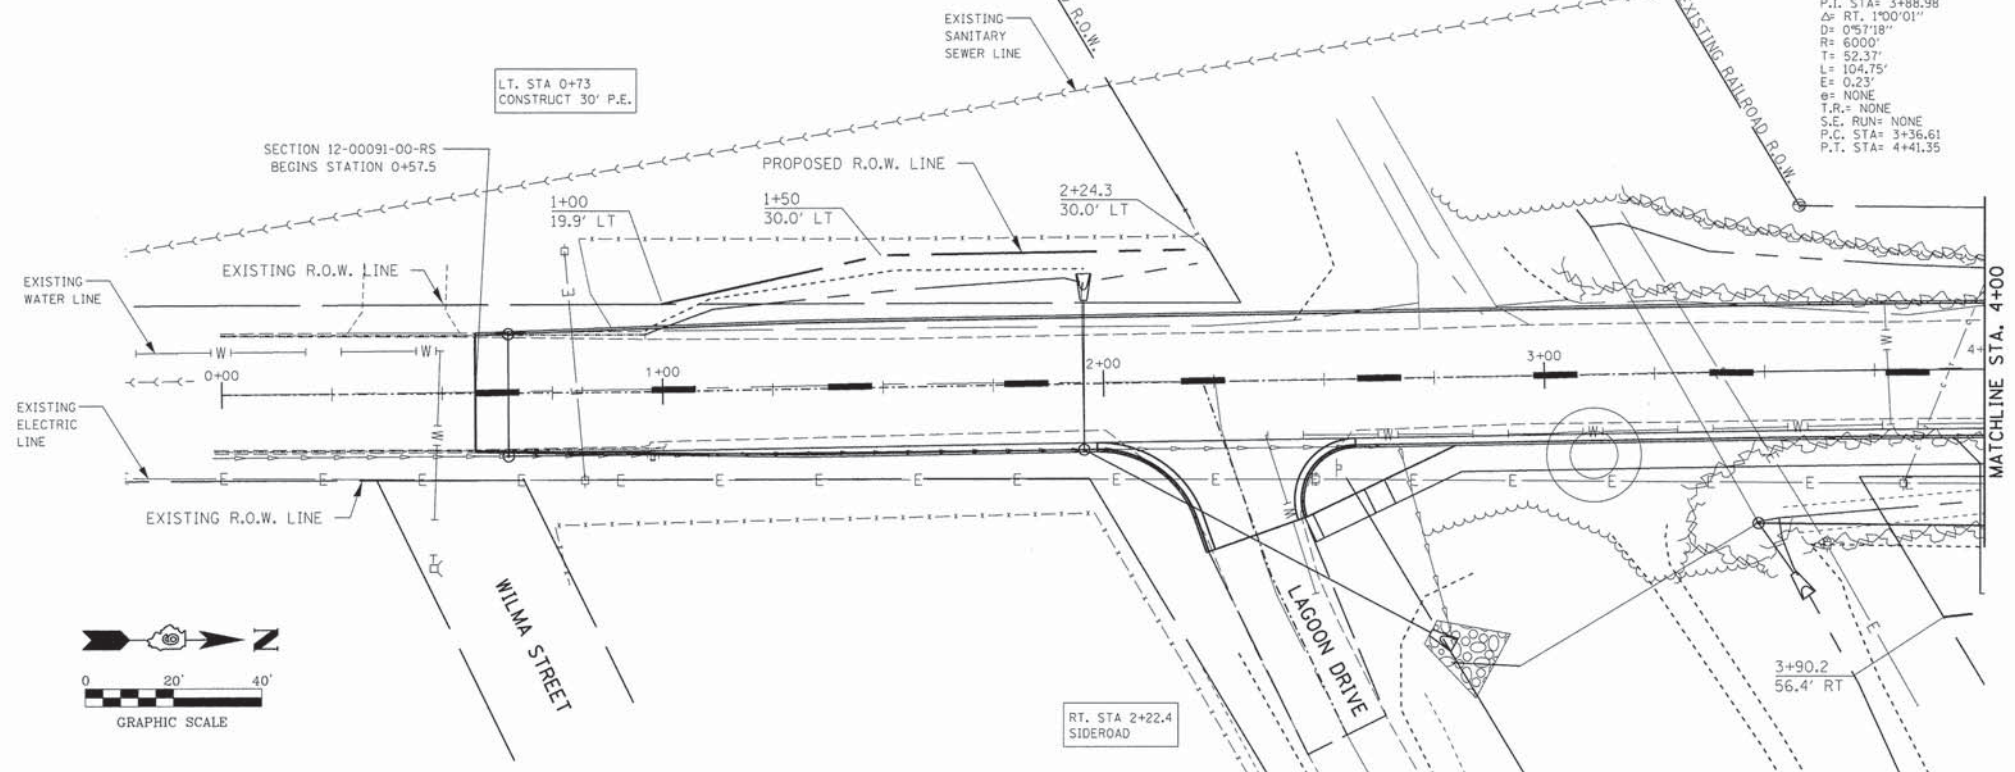 EXISTING
SANITARY
SEWER LINE
R.O.W.
EXISTING RAILROAD R.O.W.
P.I. STA= 3+88.98
Δ= RT. 1°00'01"
D= 0°57'18"
R= 6000'
T= 52.37'
L= 104.75'
E= 0.23'
e= NONE
T.R.= NONE
S.E. RUN= NONE
P.C. STA= 3+36.61
P.T. STA= 4+41.35
LT. STA 0+73
CONSTRUCT 30' P.E.
SECTION 12-00091-00-RS
BEGINS STATION 0+57.5
PROPOSED R.O.W. LINE
1+00
19.9' LT
1+50
30.0' LT
2+24.3
30.0' LT
EXISTING R.O.W. LINE
EXISTING
WATER LINE
0+00
1+00
2+00
3+00
4+
MATCHLINE STA. 4+00
EXISTING
ELECTRIC
LINE
EXISTING R.O.W. LINE
WILMA STREET
LAGOON DRIVE
N
0 20' 40'
GRAPHIC SCALE
RT. STA 2+22.4
SIDEROAD
3+90.2
56.4' RT